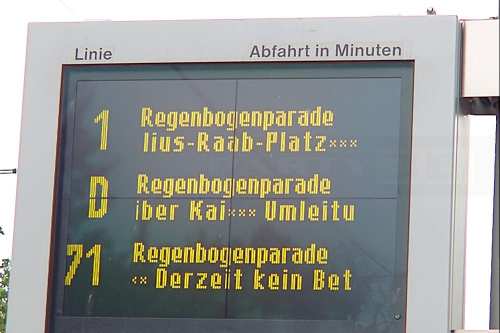 Linie Abfahrt in Minuten
1 Regenbogenparade
lius-Raab-Platz×××
D Regenbogenparade
iber Kai××× Umleitu
71 Regenbogenparade
×× Derzeit kein Bet